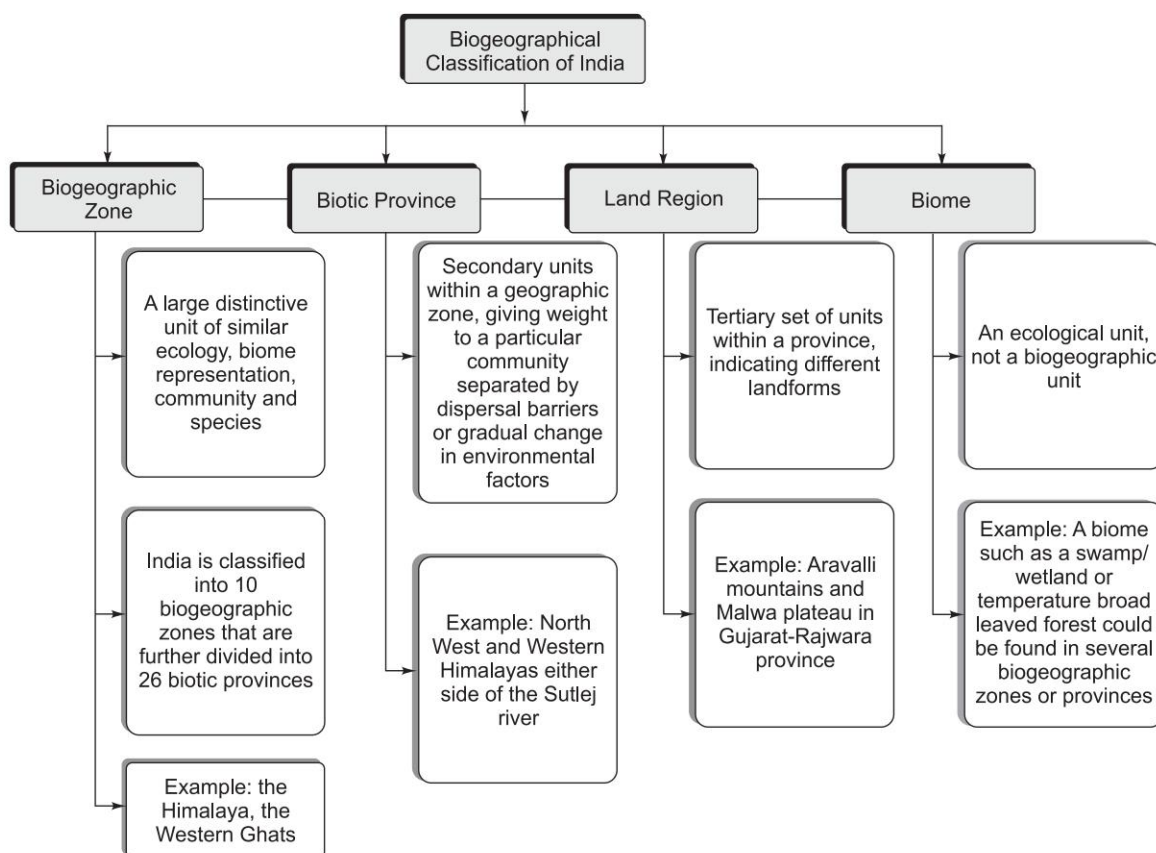 Biogeographical
Classification of India
Biogeographic
Zone
Biotic Province
Land Region
Biome
A large distinctive
unit of similar
ecology, biome
representation,
community and
species
Secondary units
within a geographic
zone, giving weight
to a particular
community
separated by
dispersal barriers
or gradual change
in environmental
factors
Tertiary set of units
within a province,
indicating different
landforms
An ecological unit,
not a biogeographic
unit
India is classified
into 10
biogeographic
zones that are
further divided into
26 biotic provinces
Example: North
West and Western
Himalayas either
side of the Sutlej
river
Example: Aravalli
mountains and
Malwa plateau in
Gujarat-Rajwara
province
Example: A biome
such as a swamp/
wetland or
temperature broad
leaved forest could
be found in several
biogeographic
zones or provinces
Example: the
Himalaya, the
Western Ghats